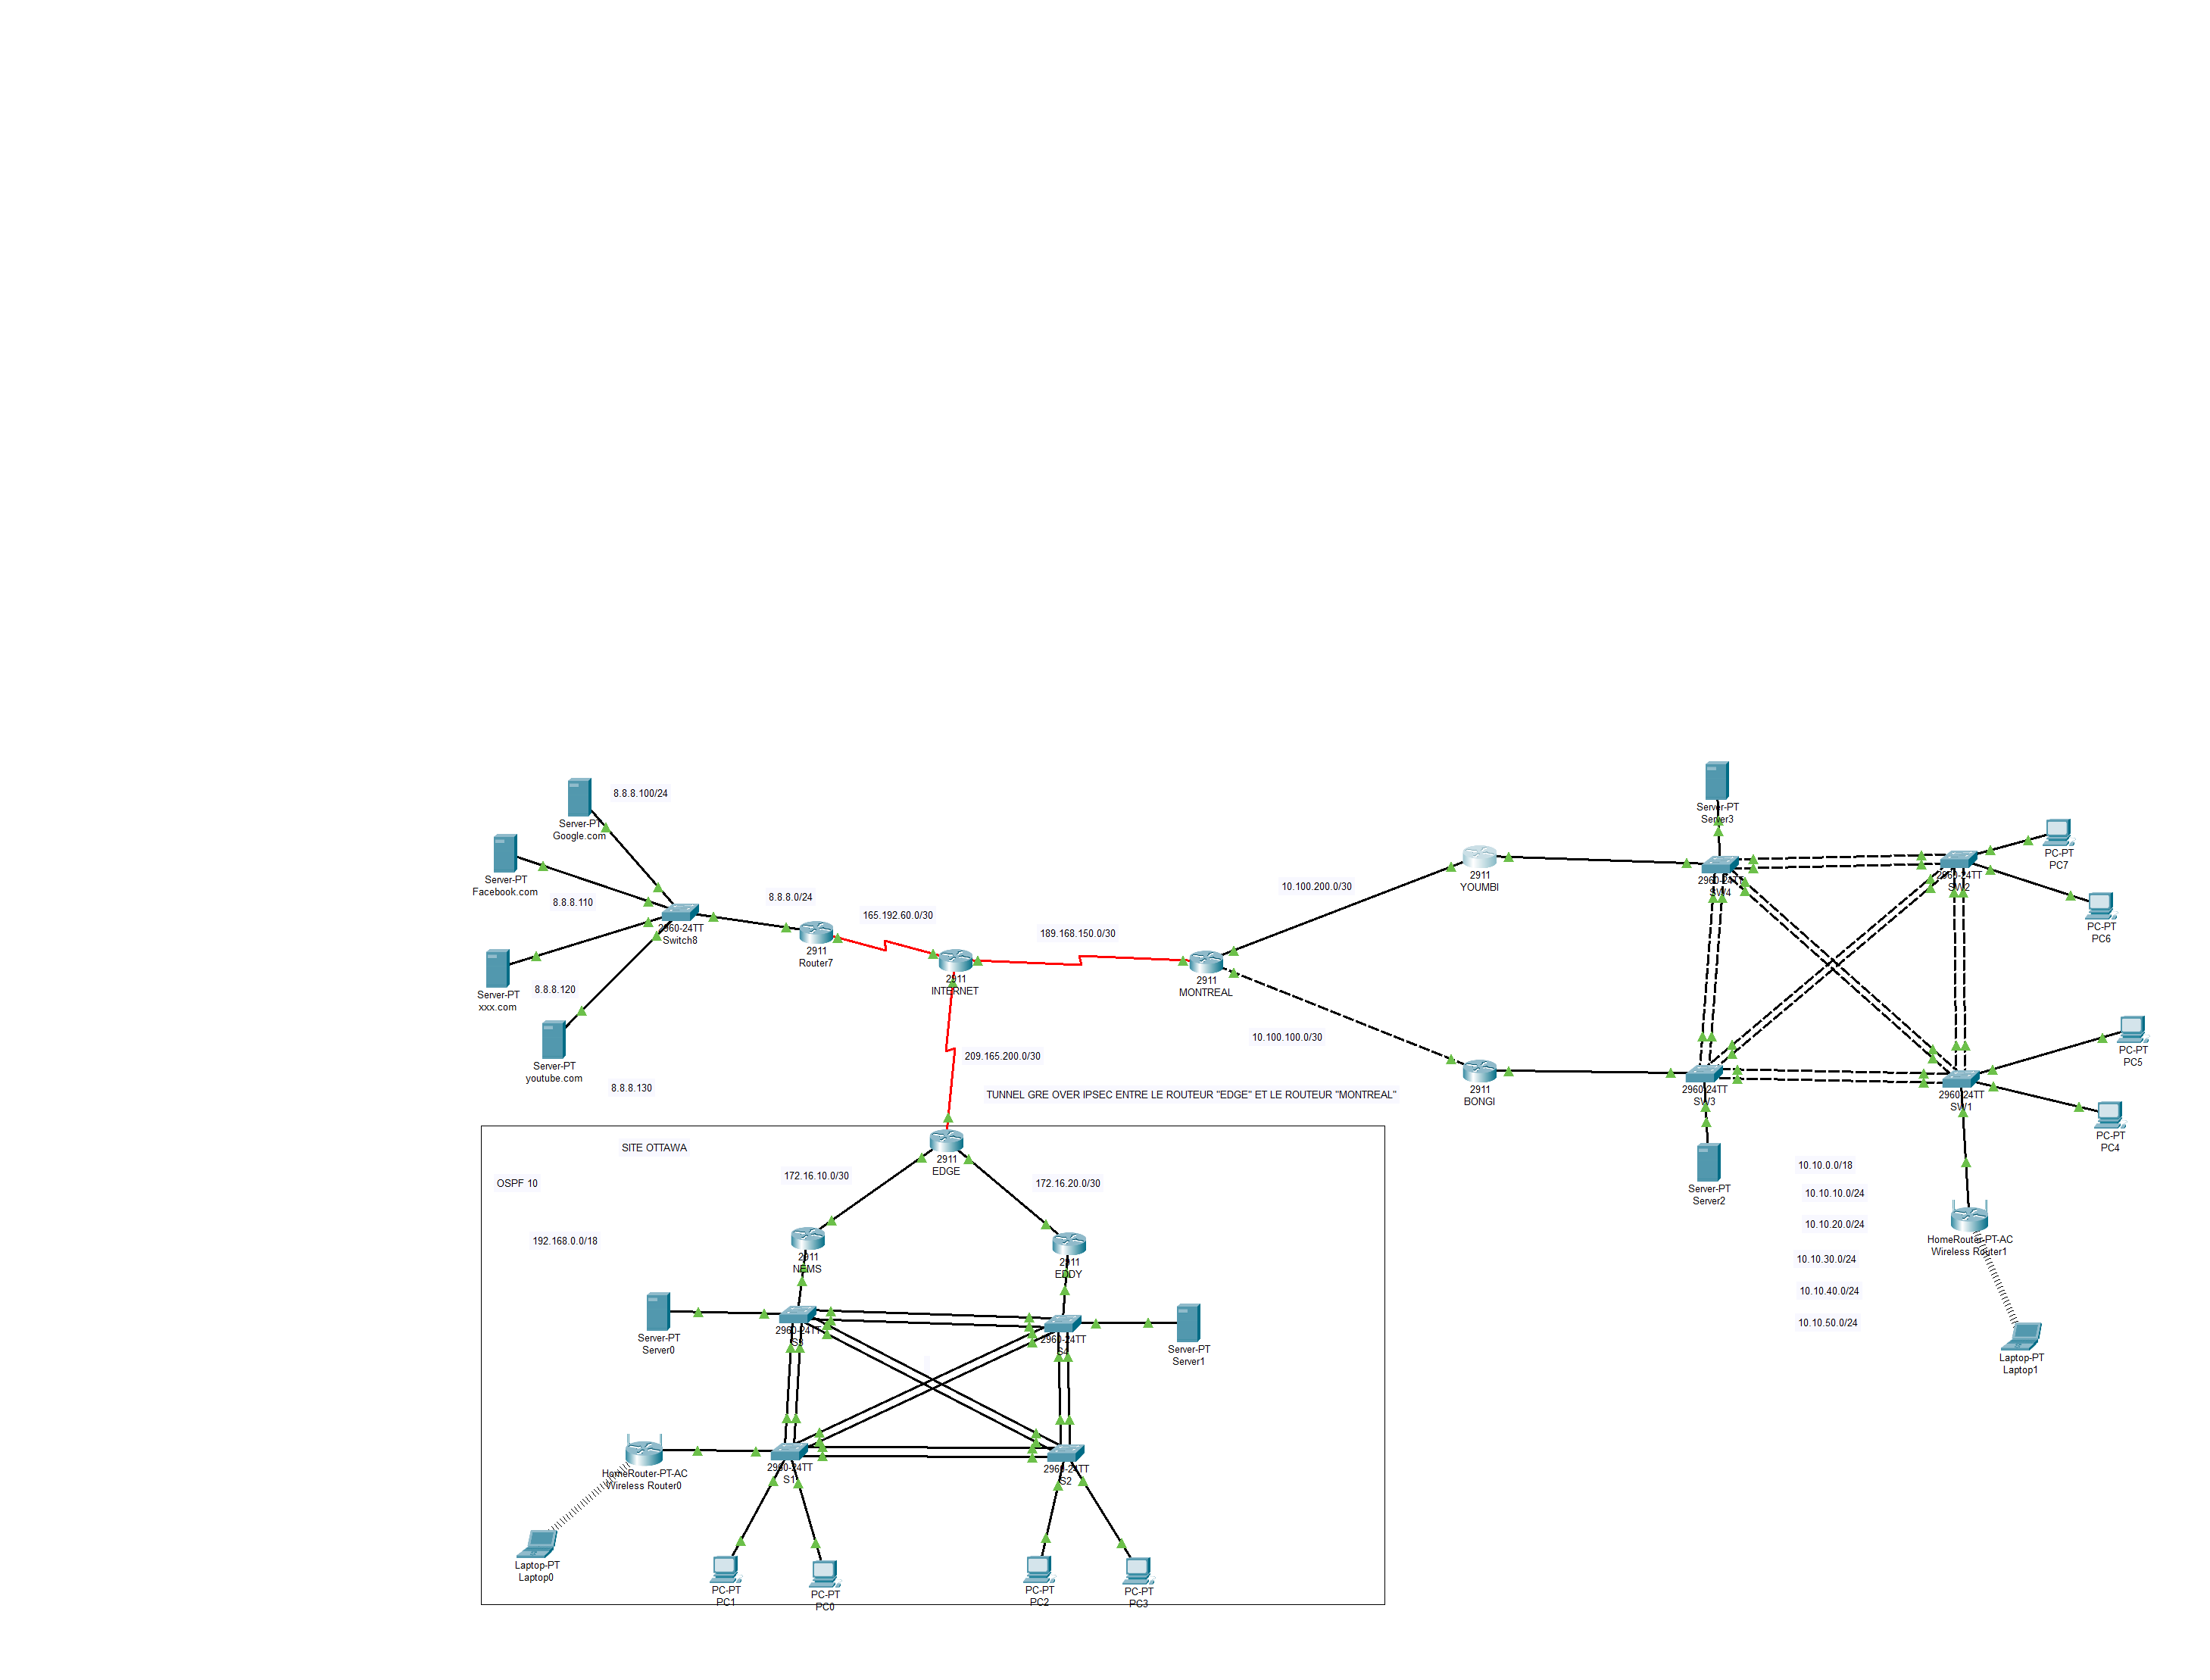 8.8.8.100/24
Server-PT
Google.com
Server-PT
Facebook.com
8.8.8.110
8.8.8.0/24
165.192.60.0/30
2960-24TT
Switch8
2911
Router7
Server-PT
xxx.com
8.8.8.120
Server-PT
youtube.com
8.8.8.130
2911
INTERNET
189.168.150.0/30
2911
MONTREAL
209.165.200.0/30
10.100.200.0/30
10.100.100.0/30
2911
YOUMBI
2911
BONGI
Server-PT
Server3
2960-24TT
SW4
2960-24TT
SW2
PC-PT
PC7
PC-PT
PC6
2960-24TT
SW3
2960-24TT
SW1
PC-PT
PC5
PC-PT
PC4
Server-PT
Server2
10.10.0.0/18
10.10.10.0/24
10.10.20.0/24
10.10.30.0/24
10.10.40.0/24
10.10.50.0/24
HomeRouter-PT-AC
Wireless Router1
Laptop-PT
Laptop1
TUNNEL GRE OVER IPSEC ENTRE LE ROUTEUR "EDGE" ET LE ROUTEUR "MONTREAL"
SITE OTTAWA
2911
EDGE
OSPF 10
172.16.10.0/30
172.16.20.0/30
192.168.0.0/18
2911
NEMS
2911
EDDY
Server-PT
Server0
2960-24TT
S3
2960-24TT
S4
Server-PT
Server1
HomeRouter-PT-AC
Wireless Router0
2960-24TT
S1
2960-24TT
S2
Laptop-PT
Laptop0
PC-PT
PC1
PC-PT
PC0
PC-PT
PC2
PC-PT
PC3